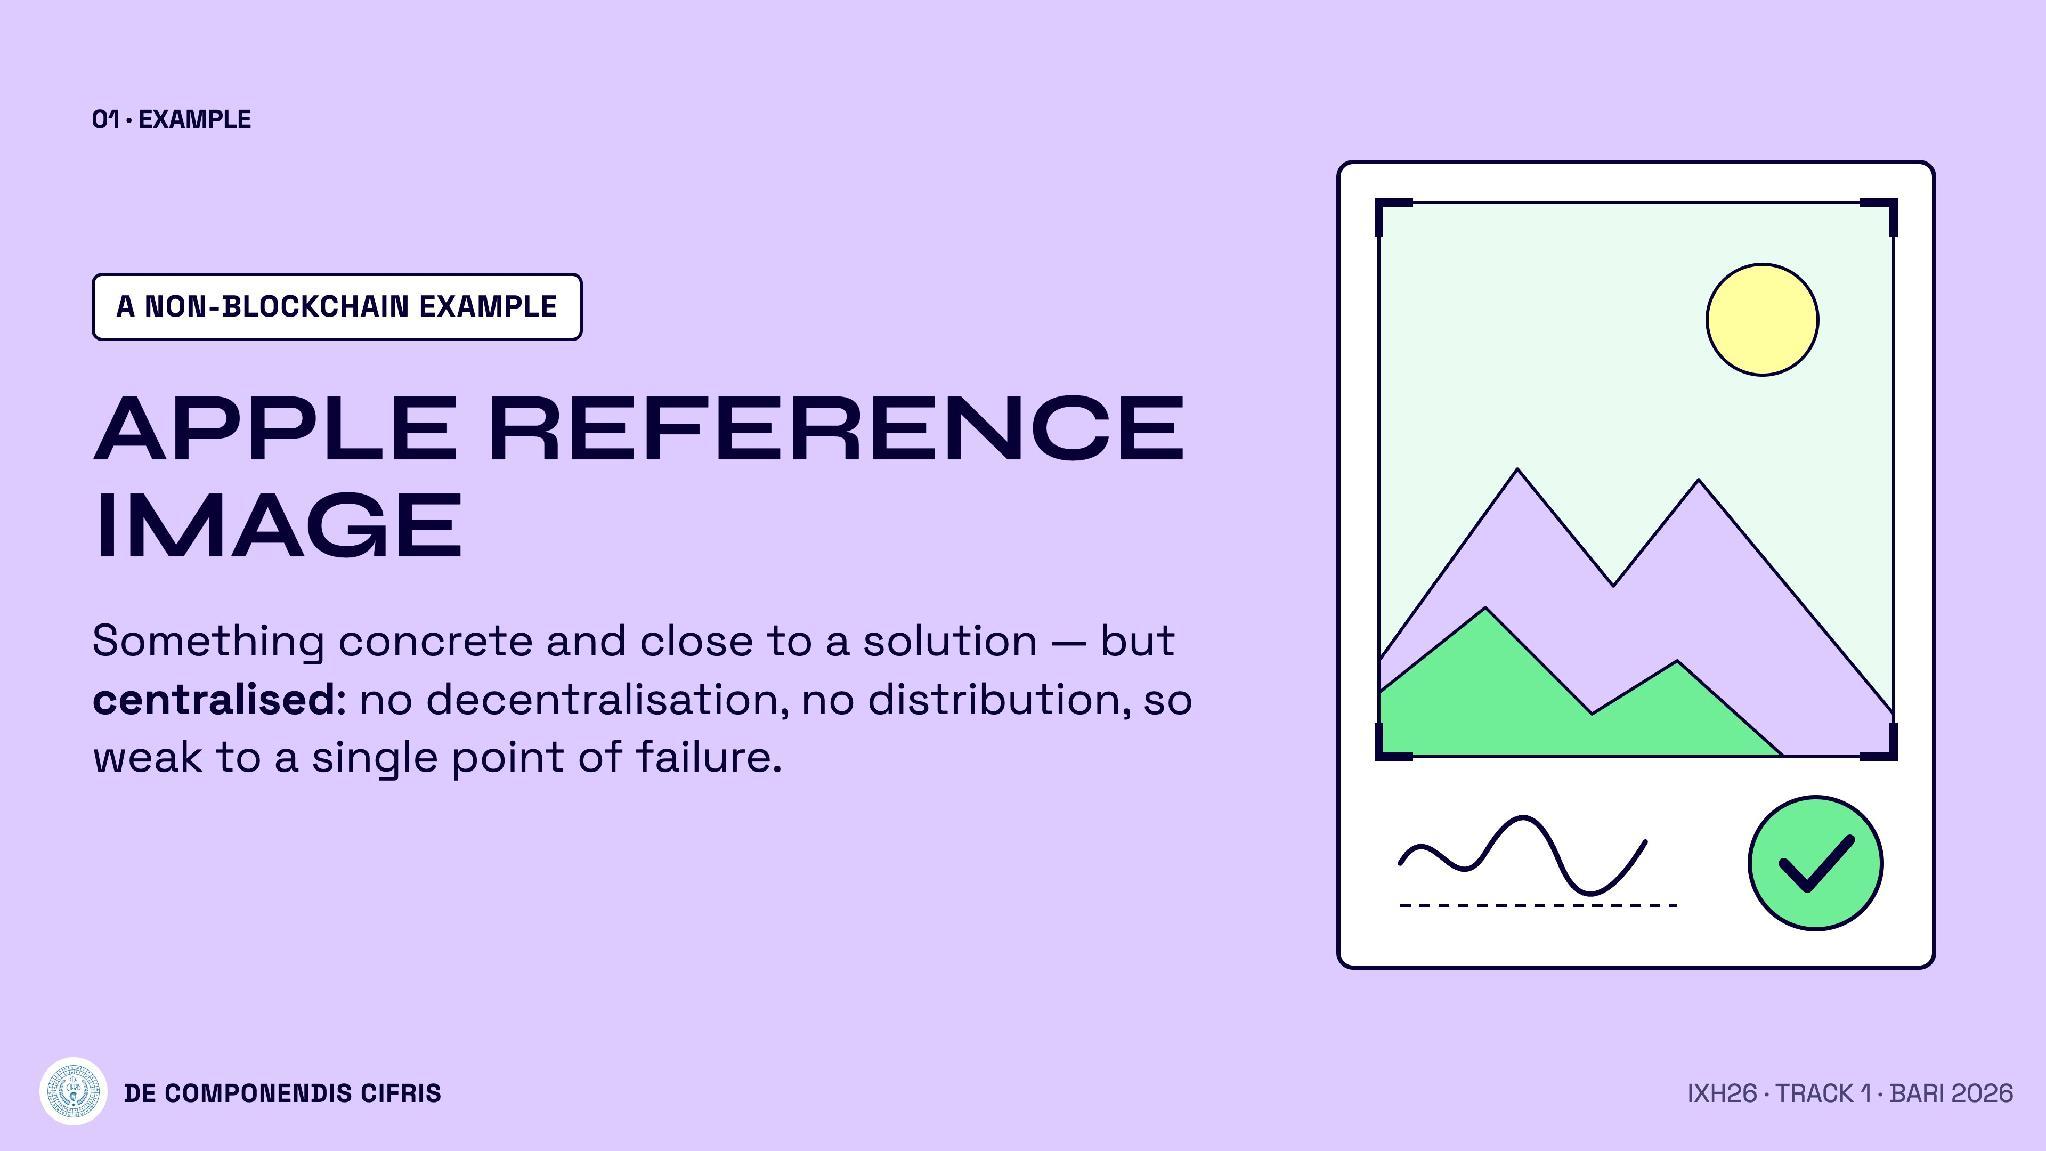 01 · EXAMPLE
A NON-BLOCKCHAIN EXAMPLE
APPLE REFERENCE
IMAGE
Something concrete and close to a solution — but
centralised: no decentralisation, no distribution, so
weak to a single point of failure.
DE COMPONENDIS CIFRIS
IXH26 · TRACK 1 · BARI 2026